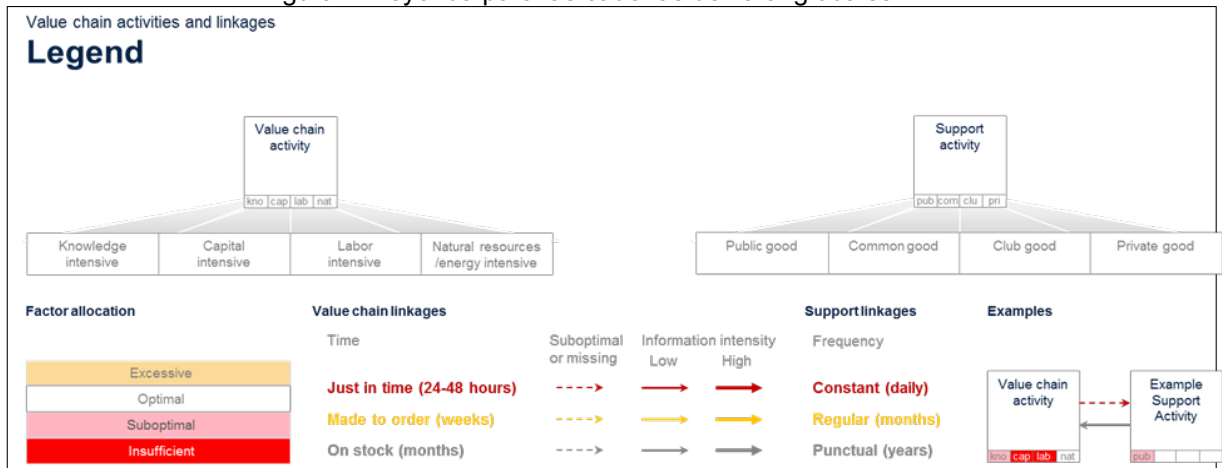 Value chain activities and linkages
Legend
Value chain
activity
kno cap lab nat
Support
activity
pub com clu pri
Knowledge
intensive
Capital
intensive
Labor
intensive
Natural resources
/energy intensive
Public good
Common good
Club good
Private good
Factor allocation
Excessive
Optimal
Suboptimal
Insufficient
Value chain linkages
Time
Suboptimal
or missing
Information intensity
Low High
Just in time (24-48 hours)
Made to order (weeks)
On stock (months)
Support linkages
Frequency
Constant (daily)
Regular (months)
Punctual (years)
Examples
Value chain
activity
kno cap lab nat
Example
Support
Activity
pub